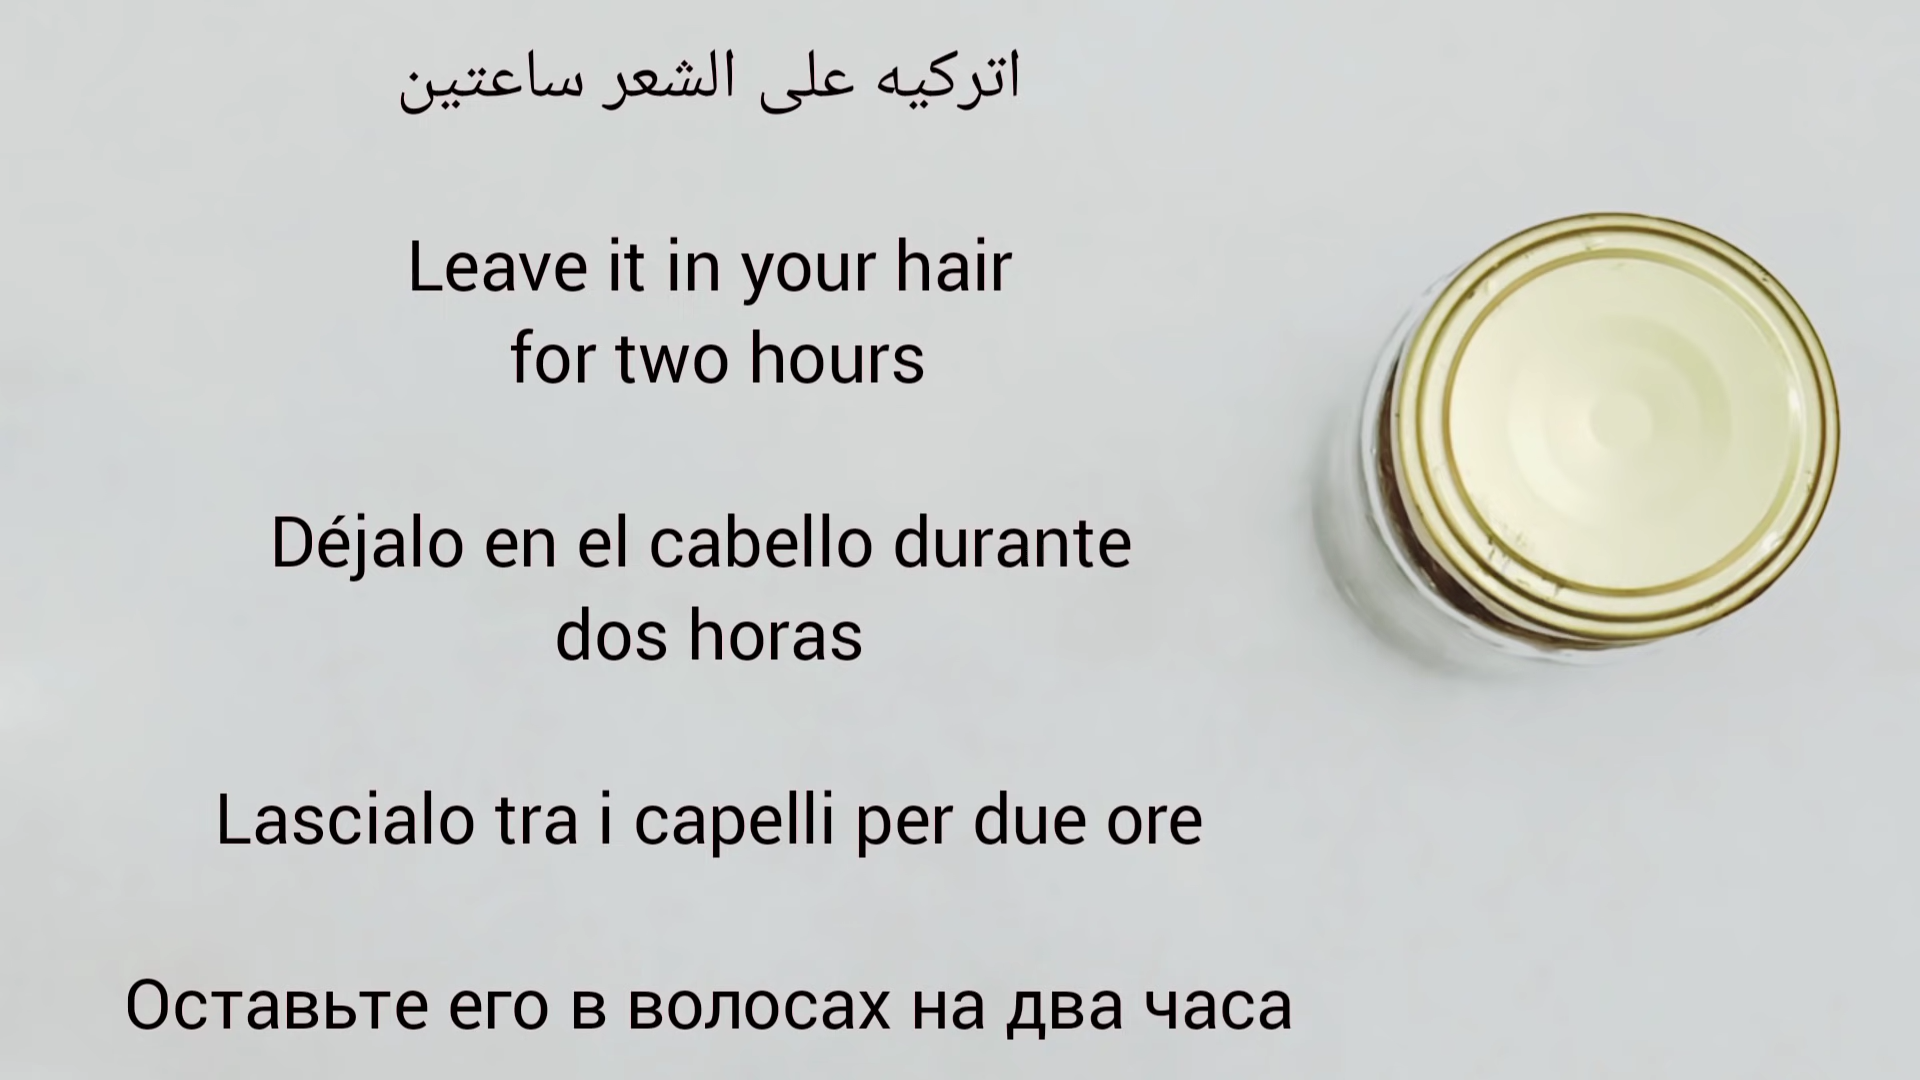 اتركيه على الشعر ساعتين
Leave it in your hair
for two hours
Déjalo en el cabello durante
dos horas
Lascialo tra i capelli per due ore
Оставьте его в волосах на два часа